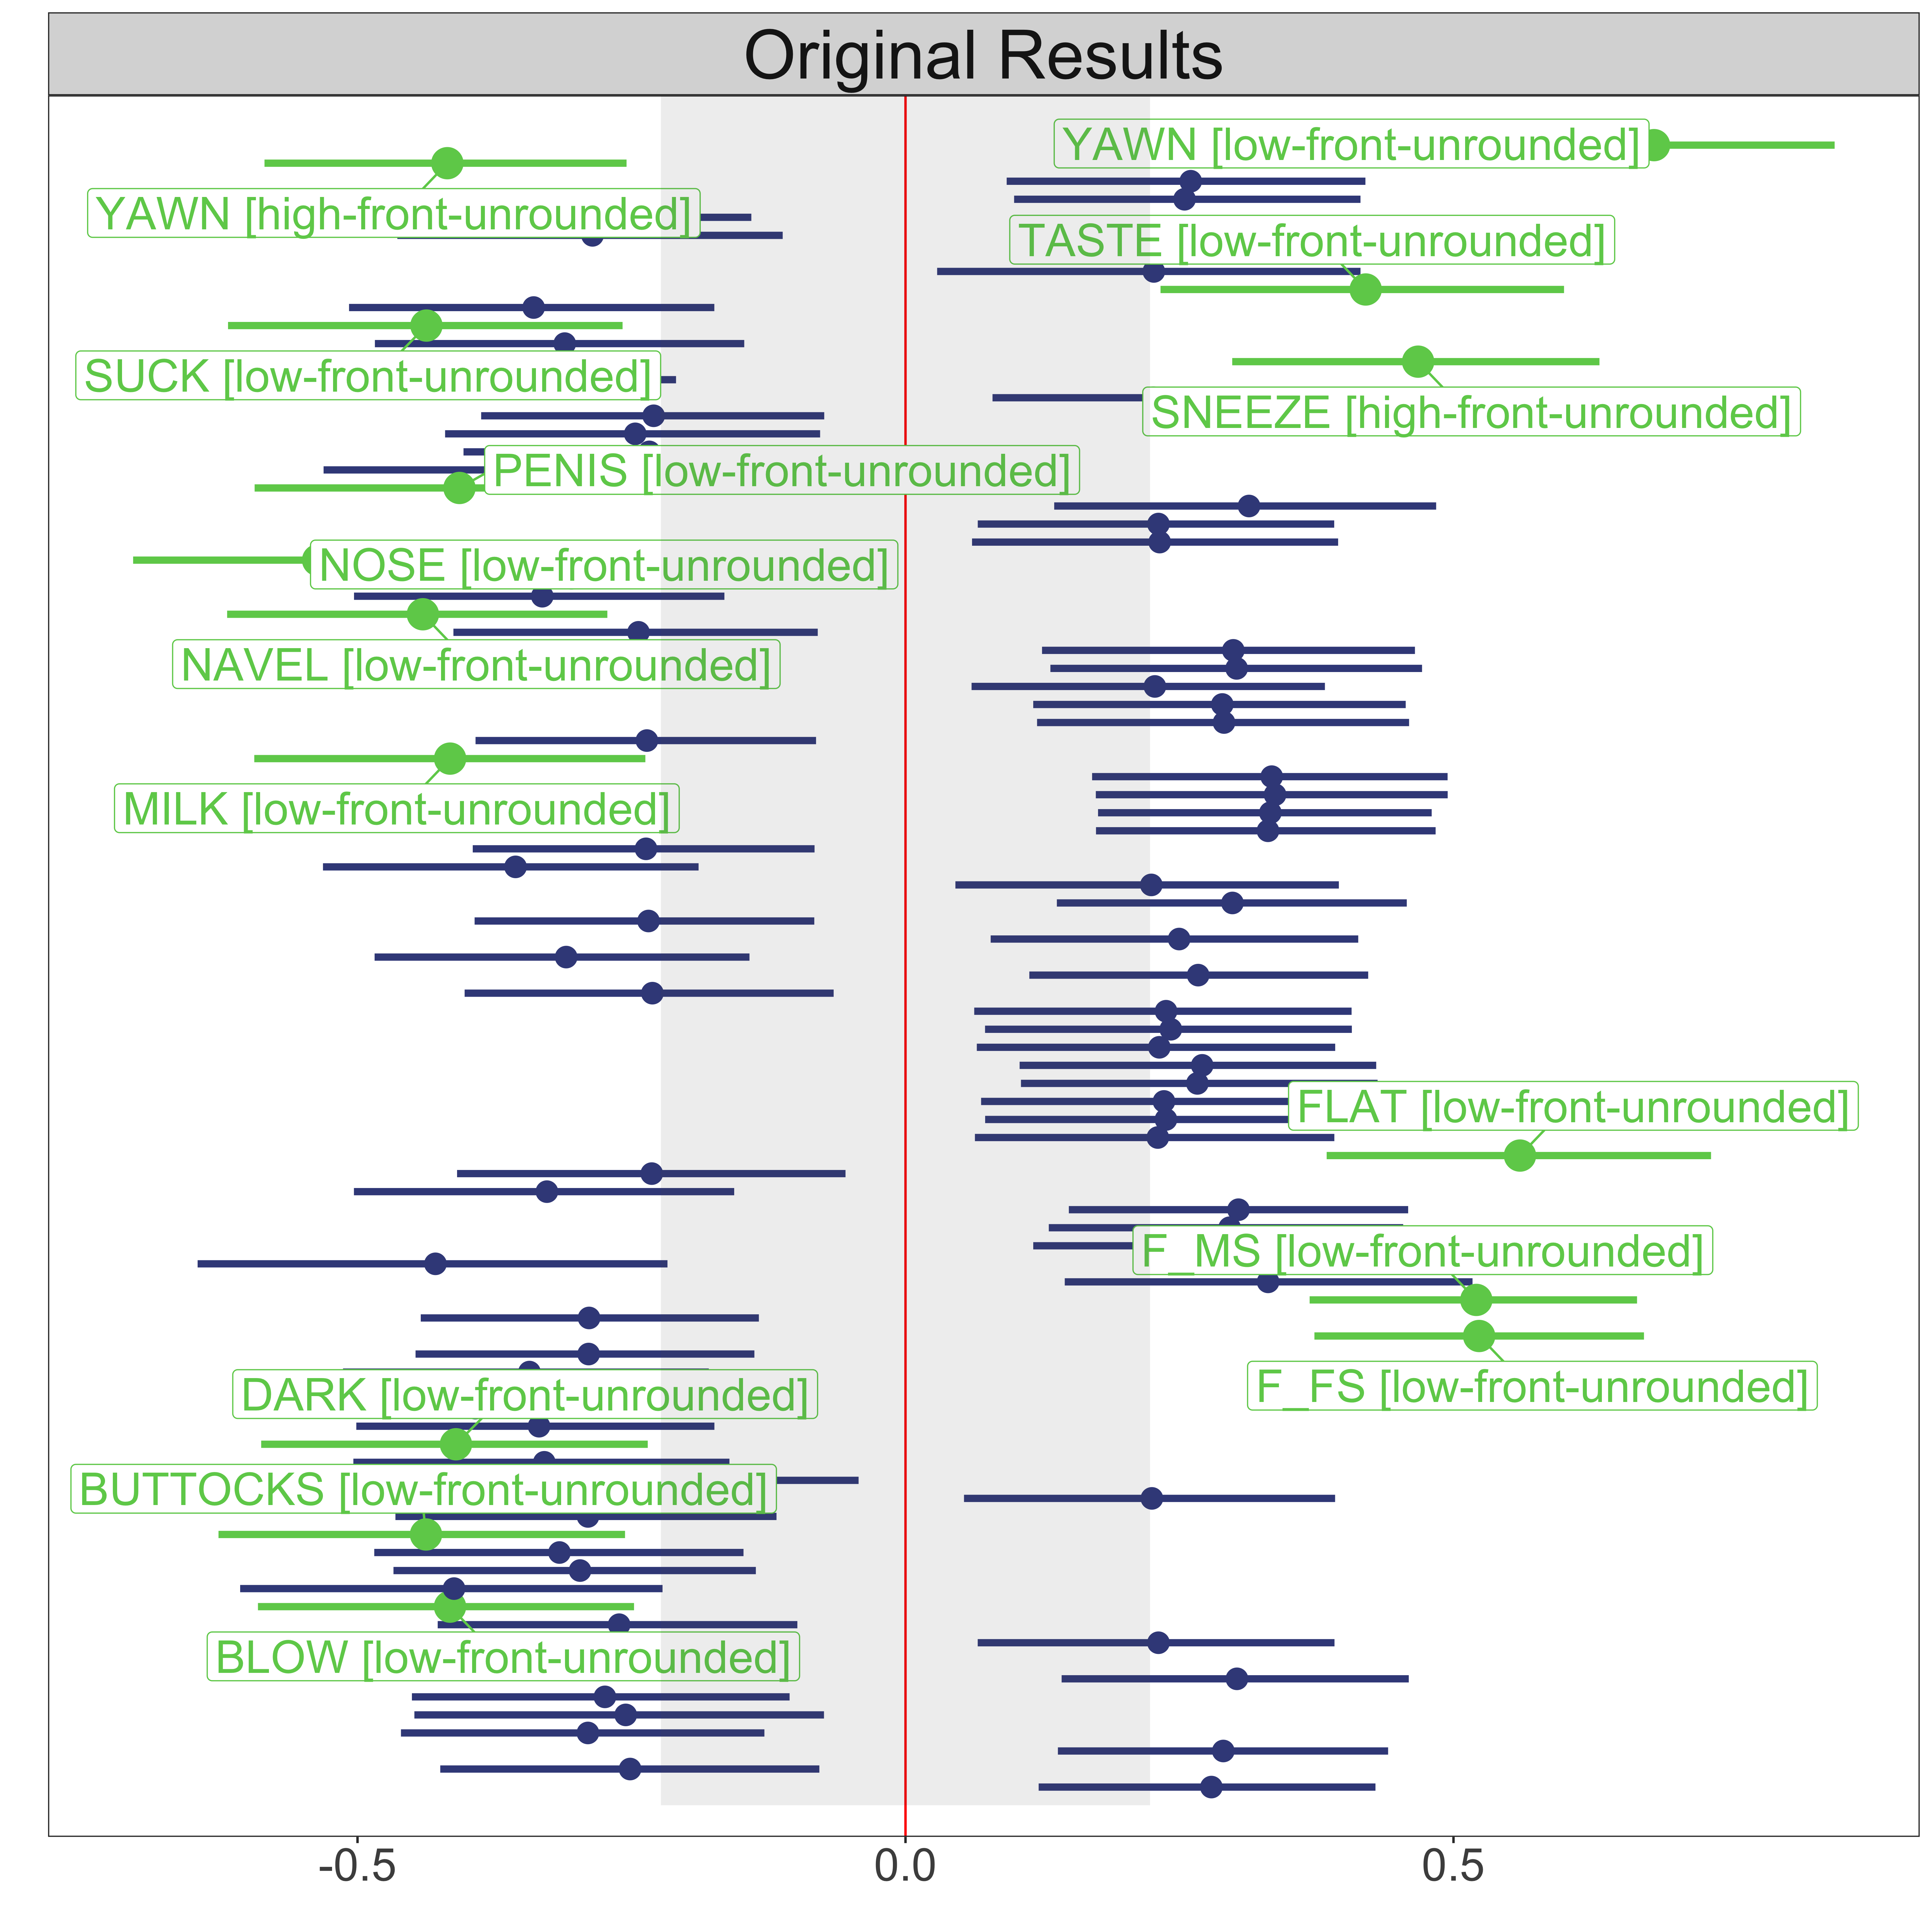 Original Results
YAWN [low-front-unrounded]
YAWN [high-front-unrounded]
TASTE [low-front-unrounded]
SUCK [low-front-unrounded]
SNEEZE [high-front-unrounded]
PENIS [low-front-unrounded]
NOSE [low-front-unrounded]
NAVEL [low-front-unrounded]
MILK [low-front-unrounded]
FLAT [low-front-unrounded]
F_MS [low-front-unrounded]
F_FS [low-front-unrounded]
DARK [low-front-unrounded]
BUTTOCKS [low-front-unrounded]
BLOW [low-front-unrounded]
-0.5 0.0 0.5